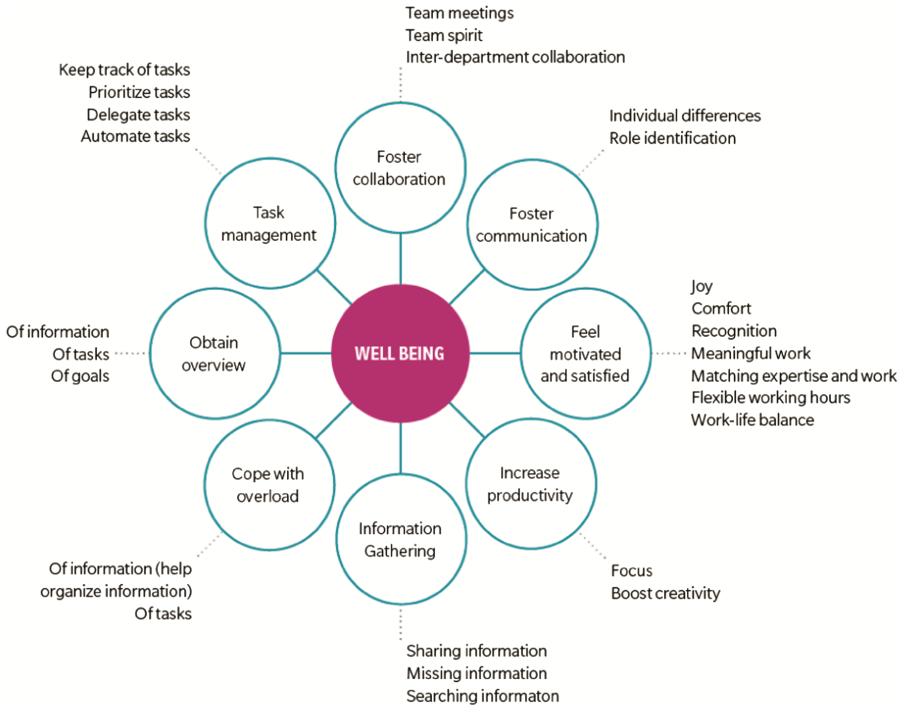 Team meetings
Team spirit
Inter-department collaboration
Keep track of tasks
Prioritize tasks
Delegate tasks
Automate tasks
Individual differences
Role identification
Foster
collaboration
Task
management
Foster
communication
Joy
Comfort
Recognition
Meaningful work
Matching expertise and work
Flexible working hours
Work-life balance
Of information
Of tasks
Of goals
Obtain
overview
WELL BEING
Feel
motivated
and satisfied
Cope with
overload
Increase
productivity
Information
Gathering
Of information (help
organize information)
Of tasks
Focus
Boost creativity
Sharing information
Missing information
Searching informaton